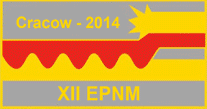 Cracow - 2014
XII EPNM